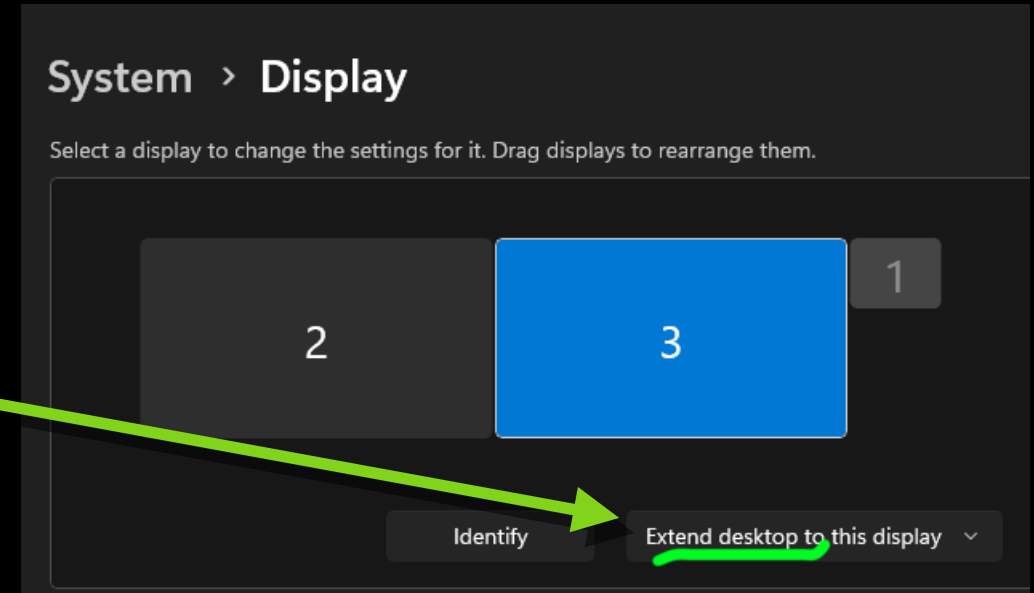 System > Display
Select a display to change the settings for it. Drag displays to rearrange them.
2
3
1
Identify
Extend desktop to this display